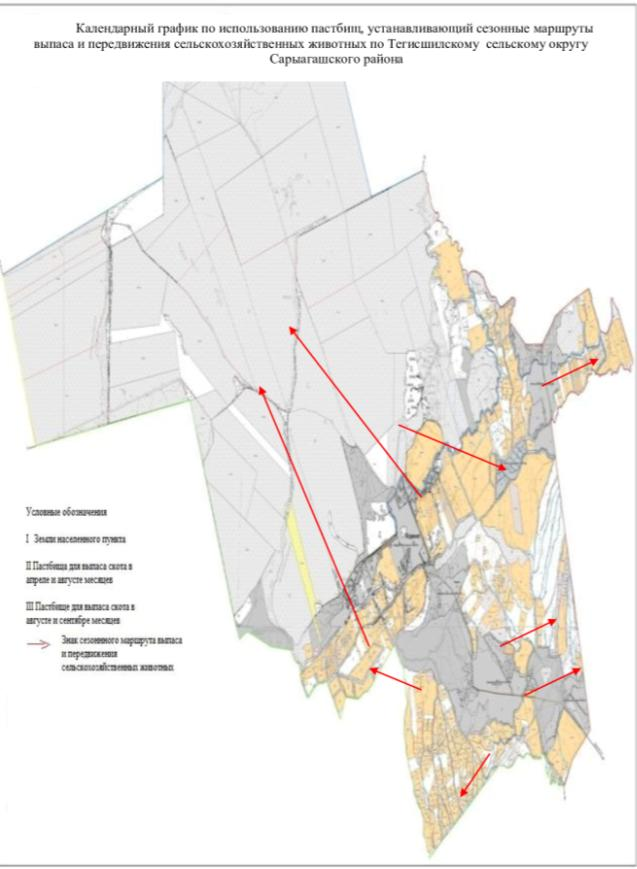 Календарный график по использованию пастбищ, устанавливающий сезонные маршруты
выпаса и передвижения сельскохозяйственных животных по Тегисшилскому сельскому округу
Сарыагашского района
Условные обозначения
I Земли населенного пункта
II Пастбища для выпаса скота в
апреле и августе месяцев
III Пастбище для выпаса скота в
августе и сентябре месяцев
Знак сезоннного маршрута выпаса
и передвижения
сельскохозяйственных животных